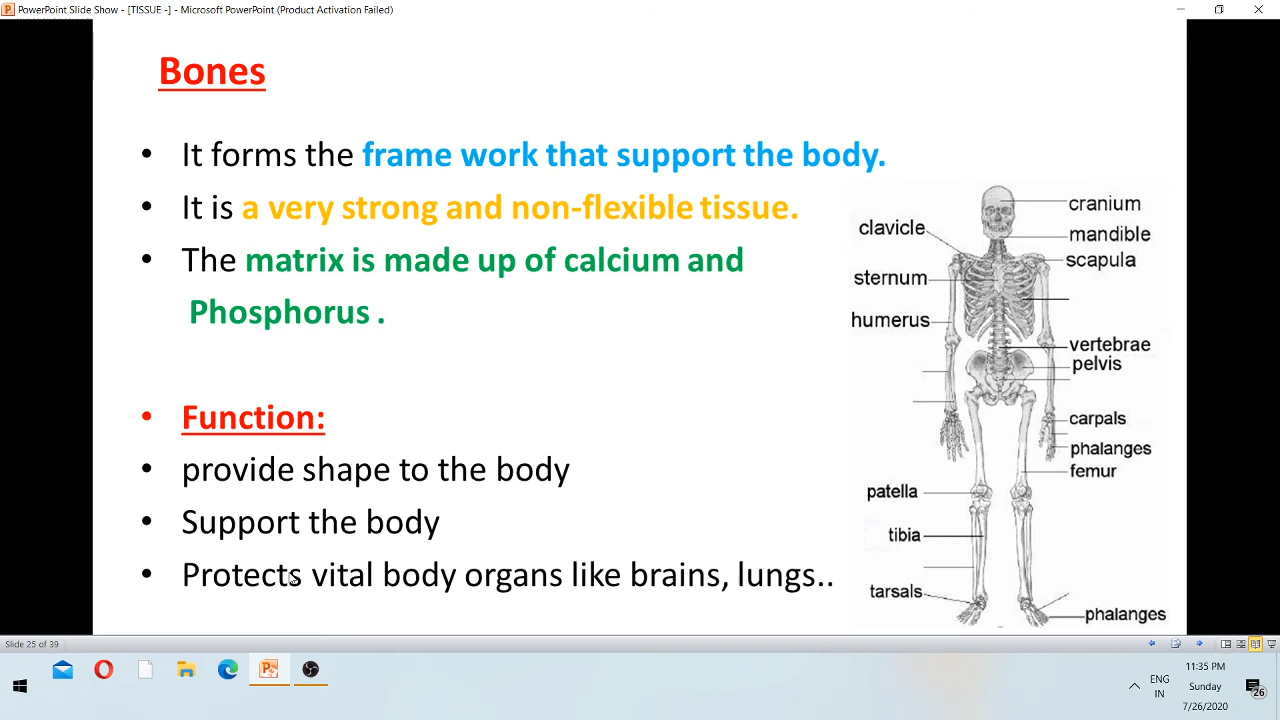 PowerPoint Slide Show - [TISSUE -] - Microsoft PowerPoint (Product Activation Failed)
Bones
• It forms the frame work that support the body.
• It is a very strong and non-flexible tissue.
• The matrix is made up of calcium and
Phosphorus .
• Function:
• provide shape to the body
• Support the body
• Protects vital body organs like brains, lungs..
cranium
clavicle
mandible
scapula
sternum
humerus
vertebrae
pelvis
carpals
phalanges
femur
patella
tibia
tarsals
phalanges
Slide 25 of 39
11:35 PM
ENG
IN
Sunday
7/26/2020
26